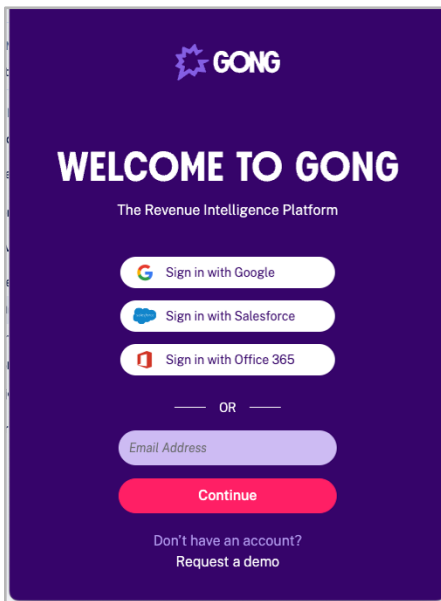 GONG
WELCOME TO GONG
The Revenue Intelligence Platform
Sign in with Google
Sign in with Salesforce
Sign in with Office 365
OR
Email Address
Continue
Don't have an account?
Request a demo